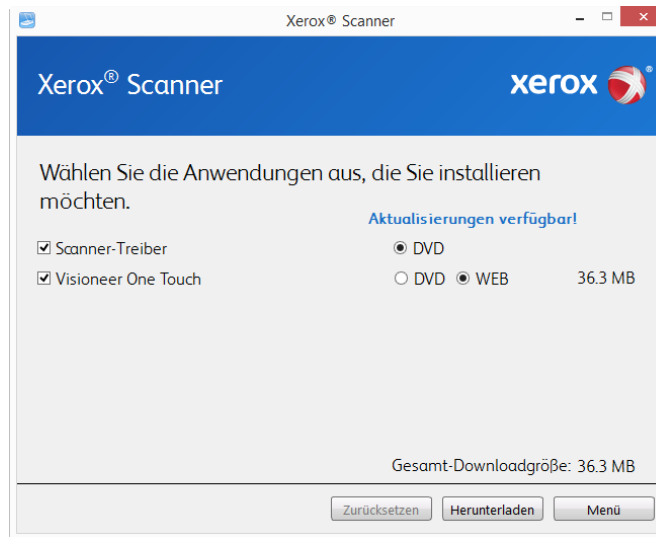 Xerox® Scanner
Xerox® Scanner
xerox ®
Wählen Sie die Anwendungen aus, die Sie installieren
möchten.
Aktualisierungen verfügbar!
Scanner-Treiber DVD
Visioneer One Touch DVD WEB 36.3 MB
Gesamt-Downloadgröße: 36.3 MB
Zurücksetzen Herunterladen Menü